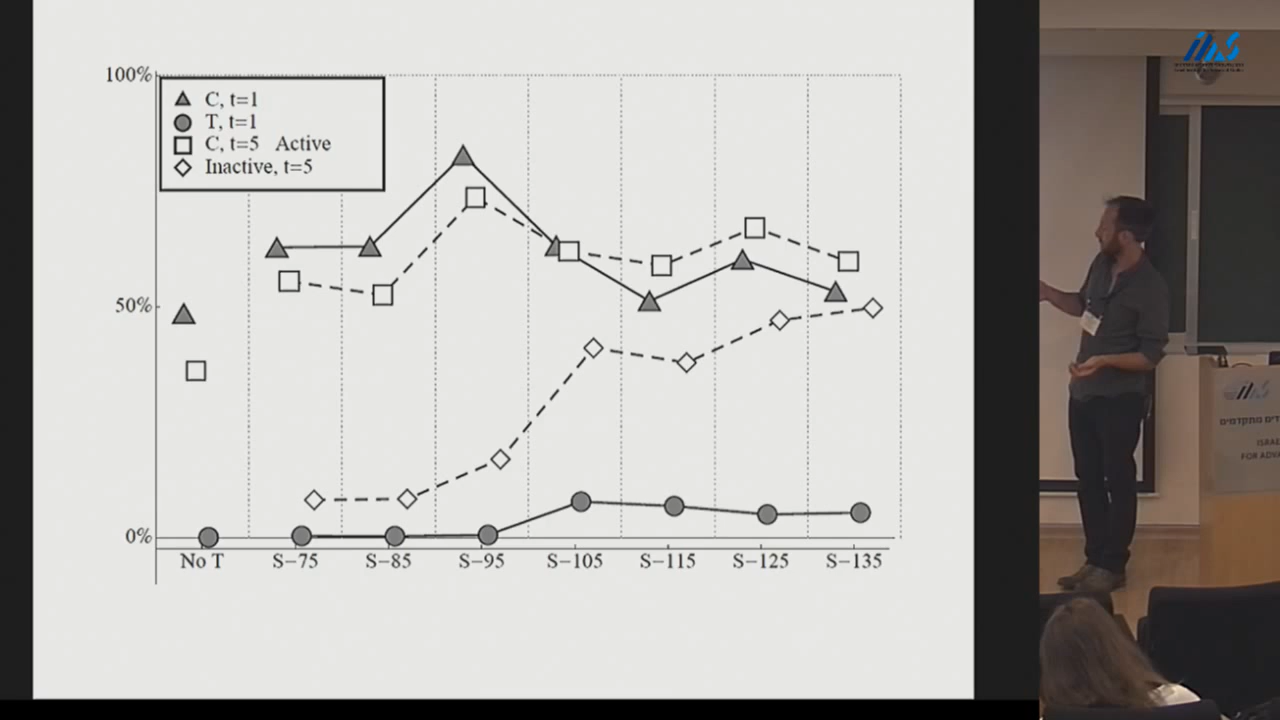 100%
C, t=1
T, t=1
C, t=5 Active
Inactive, t=5
50%
0%
No T
S−75
S−85
S−95
S−105
S−115
S−125
S−135